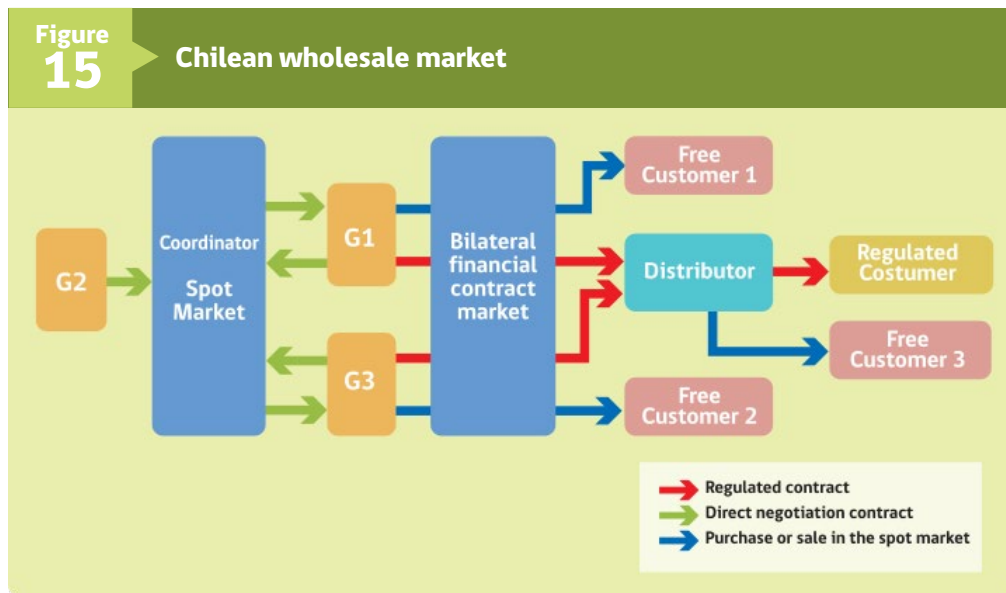 Figure
15
Chilean wholesale market
G2
Coordinator
Spot
Market
G1
G3
Bilateral
financial
contract
market
Free
Customer 1
Distributor
Regulated
Costumer
Free
Customer 3
Free
Customer 2
Regulated contract
Direct negotiation contract
Purchase or sale in the spot market